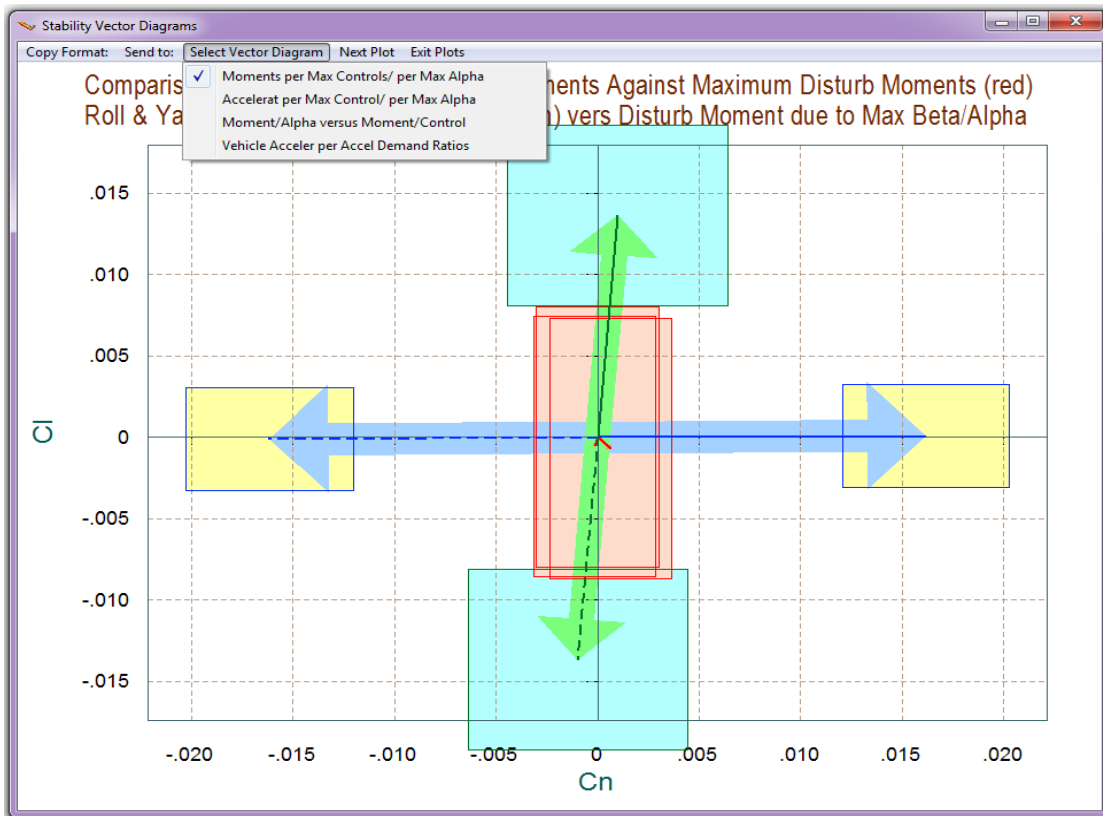 Stability Vector Diagrams
Copy Format: Send to: Select Vector Diagram Next Plot Exit Plots
Moments per Max Controls/ per Max Alpha
Accelerat per Max Control/ per Max Alpha
Moment/Alpha versus Moment/Control
Vehicle Acceler per Accel Demand Ratios
Against Maximum Disturb Moments (red)
Roll & vers Disturb Moment due to Max Beta/Alpha
.015
.010
.005
0
-.005
-.010
-.015
Cl
-.020 -.015 -.010 -.005 0 .005 .010 .015 .020
Cn